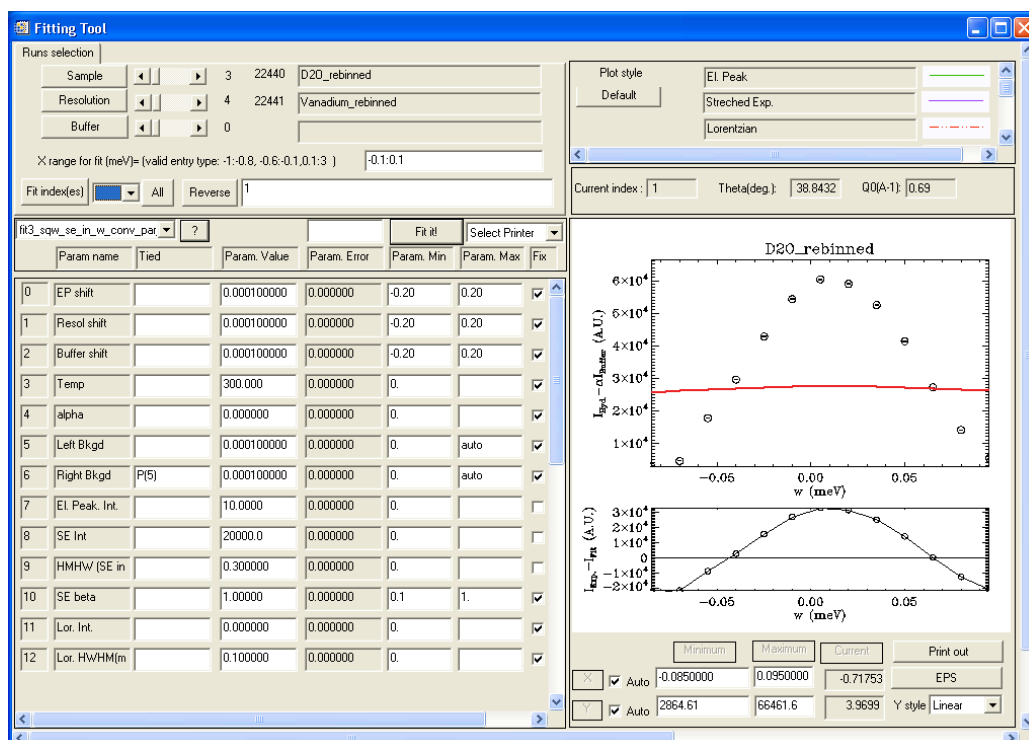 Fitting Tool
Runs selection
Sample 3 22440 D2O_rebinned
Resolution 4 22441 Vanadium_rebinned
Buffer 0
X range for fit (meV)= (valid entry type: -1:-0.8, -0.6:-0.1,0.1:3 ) -0.1:0.1
Fit index(es) All Reverse 1
Plot style
Default
El. Peak
Streched Exp.
Lorentzian
Current index : 1 Theta(deg.): 38.8432 Q0(A-1): 0.69
fit3_sqw_se_in_w_conv_par_ ? Fit it! Select Printer
Param name Tied Param. Value Param. Error Param. Min Param. Max Fix
0 EP shift 0.000100000 0.000000 -0.20 0.20
1 Resol shift 0.000100000 0.000000 -0.20 0.20
2 Buffer shift 0.000100000 0.000000 -0.20 0.20
3 Temp 300.000 0.000000 0.
4 alpha 0.000000 0.000000 0.
5 Left Bkgd 0.000100000 0.000000 0. auto
6 Right Bkgd P(5) 0.000100000 0.000000 0. auto
7 El. Peak. Int. 10.0000 0.000000 0.
8 SE Int 20000.0 0.000000 0.
9 HMHW (SE in 0.300000 0.000000 0.
10 SE beta 1.00000 0.000000 0.1 1.
11 Lor. Int. 0.000000 0.000000 0.
12 Lor. HWHM(m 0.100000 0.000000 0.
D2O_rebinned
I_Hyd.-αI_Buffer (A.U.)
6×10⁴
5×10⁴
4×10⁴
3×10⁴
2×10⁴
1×10⁴
-0.05 0.00 0.05
w (meV)
I_Exp.-I_Fit (A.U.)
3×10⁴
2×10⁴
1×10⁴
0
-1×10⁴
-2×10⁴
-0.05 0.00 0.05
w (meV)
Minimum Maximum Current Print out
X Auto -0.0850000 0.0950000 -0.71753 EPS
Y Auto 2864.61 66461.6 3.9699 Y style Linear